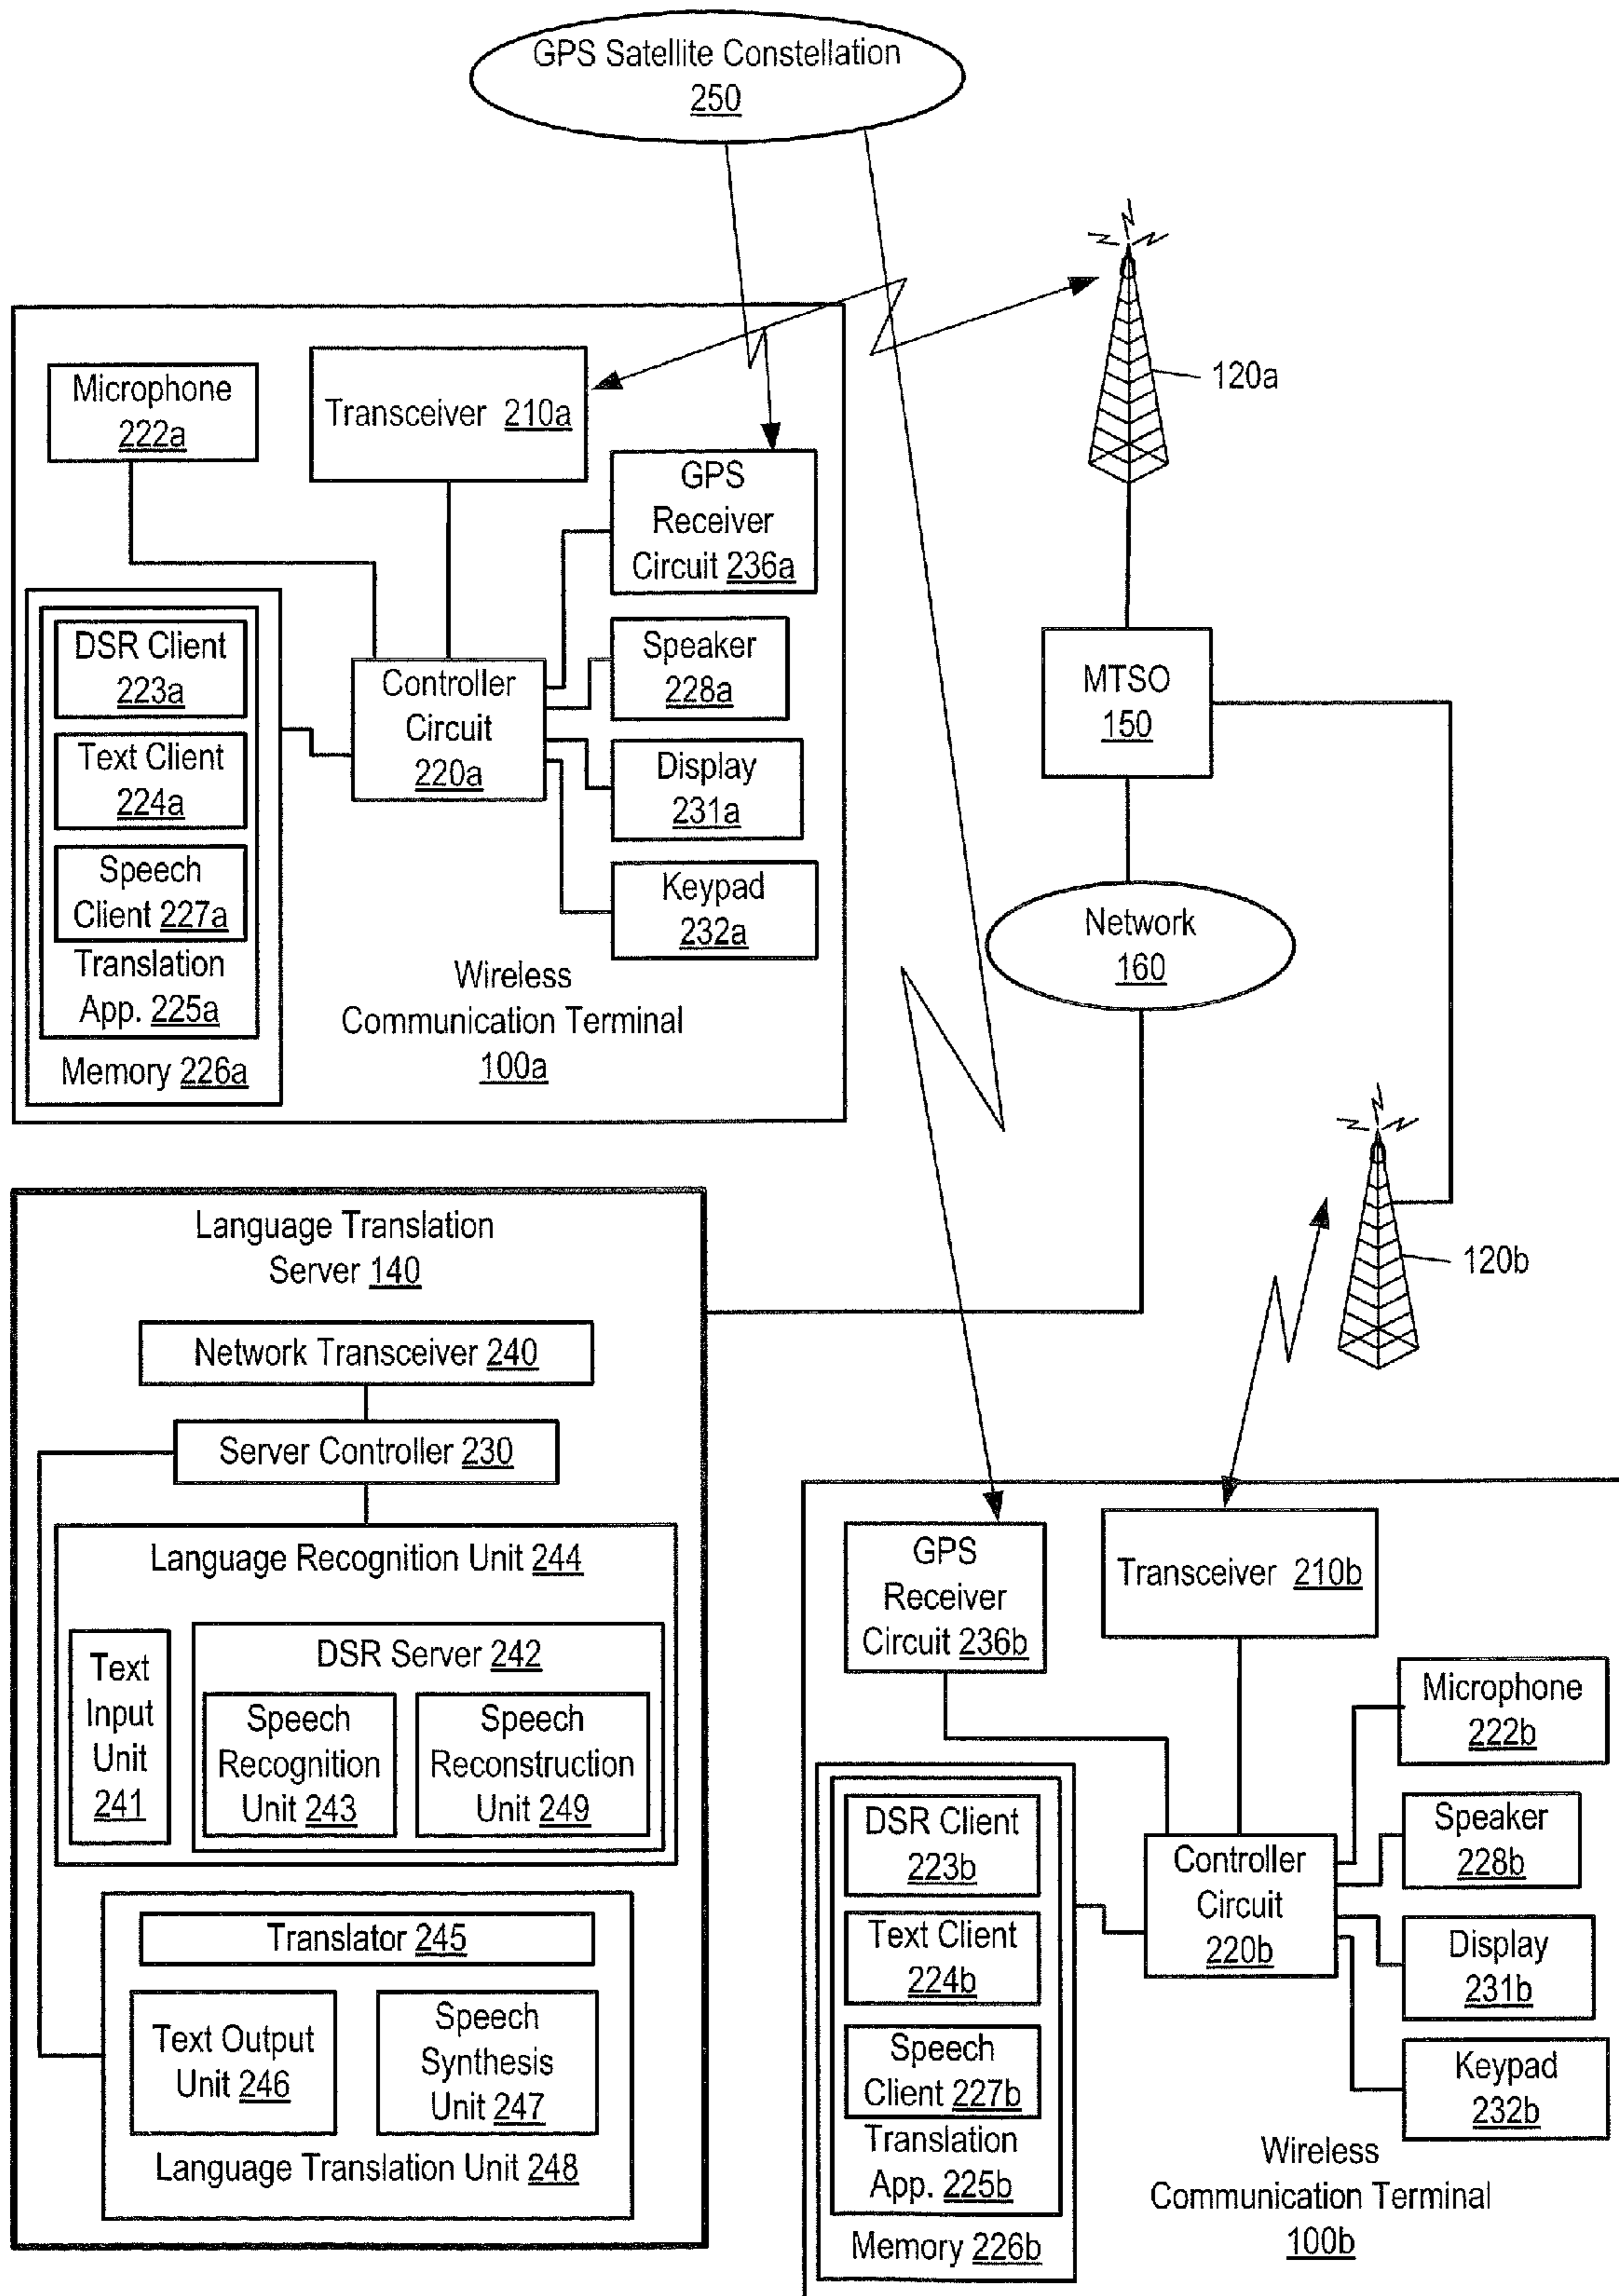 GPS Satellite Constellation
250
120a
Microphone
222a
Transceiver 210a
GPS
Receiver
Circuit 236a
DSR Client
223a
Text Client
224a
Speech
Client 227a
Translation
App. 225a
Memory 226a
Controller
Circuit
220a
Speaker
228a
Display
231a
Keypad
232a
Wireless
Communication Terminal
100a
MTSO
150
Network
160
120b
Language Translation
Server 140
Network Transceiver 240
Server Controller 230
Language Recognition Unit 244
Text
Input
Unit
241
DSR Server 242
Speech
Recognition
Unit 243
Speech
Reconstruction
Unit 249
Translator 245
Text Output
Unit 246
Speech
Synthesis
Unit 247
Language Translation Unit 248
GPS
Receiver
Circuit 236b
Transceiver 210b
Microphone
222b
Speaker
228b
Display
231b
Keypad
232b
Controller
Circuit
220b
DSR Client
223b
Text Client
224b
Speech
Client 227b
Translation
App. 225b
Memory 226b
Wireless
Communication Terminal
100b